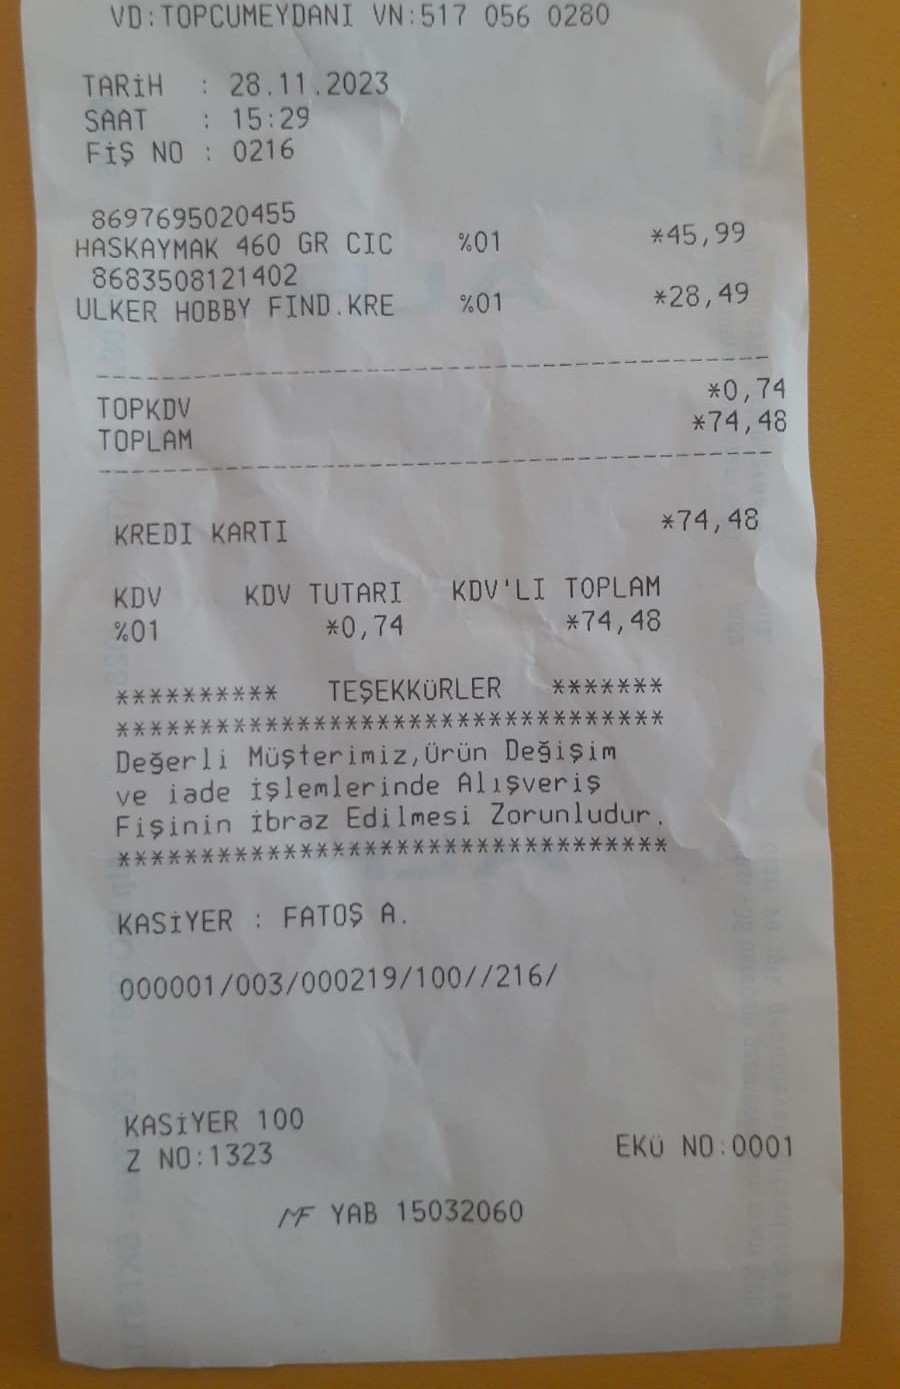 VD:TOPCUMEYDANI VN:517 056 0280
TARİH : 28.11.2023
SAAT : 15:29
FİŞ NO : 0216
8697695020455
HASKAYMAK 460 GR CIC %01 *45,99
8683508121402
ULKER HOBBY FIND.KRE %01 *28,49
TOPKDV *0,74
TOPLAM *74,48
KREDI KARTI *74,48
KDV KDV TUTARI KDV'LI TOPLAM
%01 *0,74 *74,48
********** TEŞEKKÜRLER *******
*********************************
Değerli Müşterimiz,Ürün Değişim
ve iade İşlemlerinde Alışveriş
Fişinin İbraz Edilmesi Zorunludur.
*********************************
KASİYER : FATOŞ A.
000001/003/000219/100//216/
KASİYER 100
Z NO:1323 EKÜ NO:0001
MF YAB 15032060